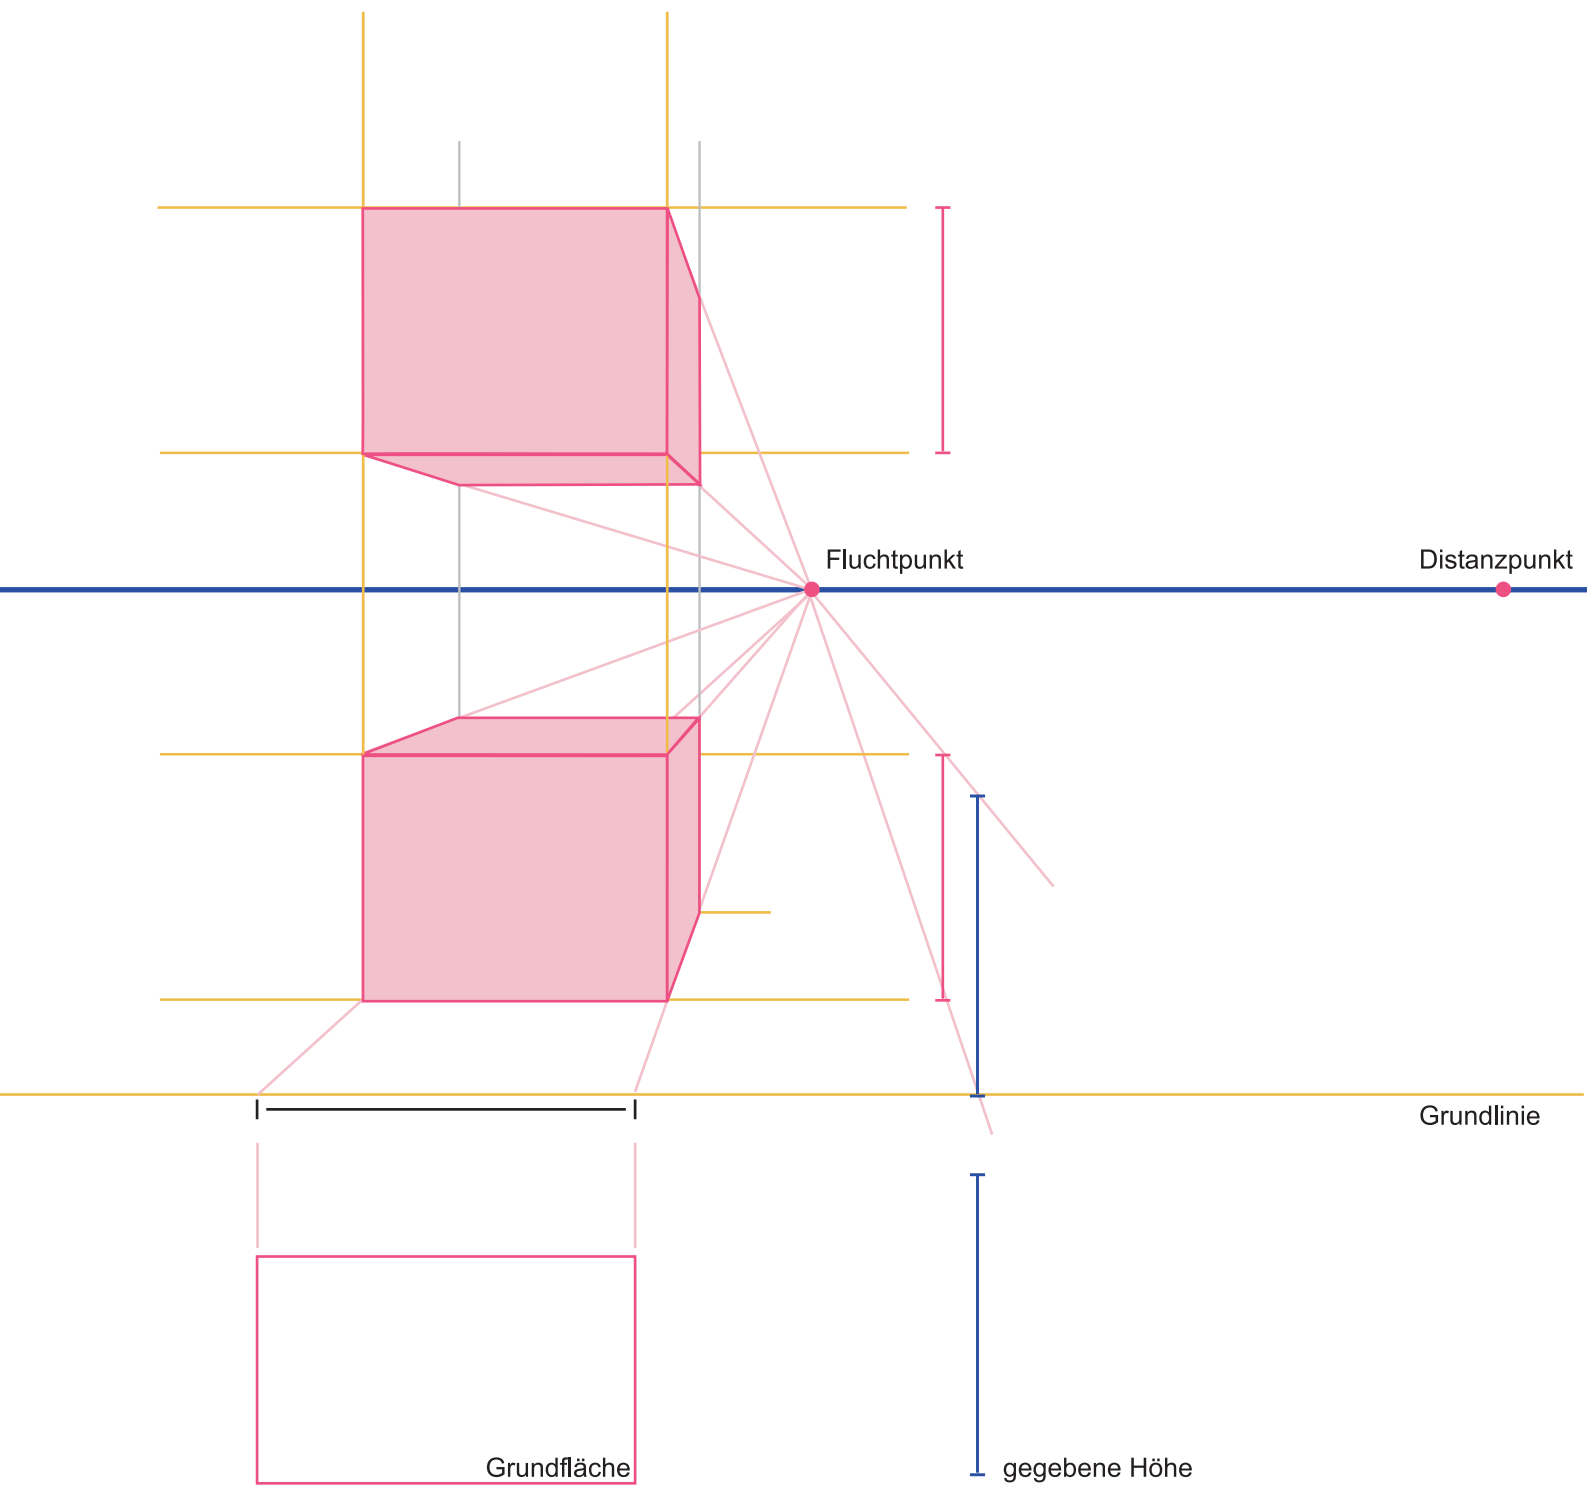 Fluchtpunkt
Distanzpunkt
Grundlinie
Grundfläche
gegebene Höhe